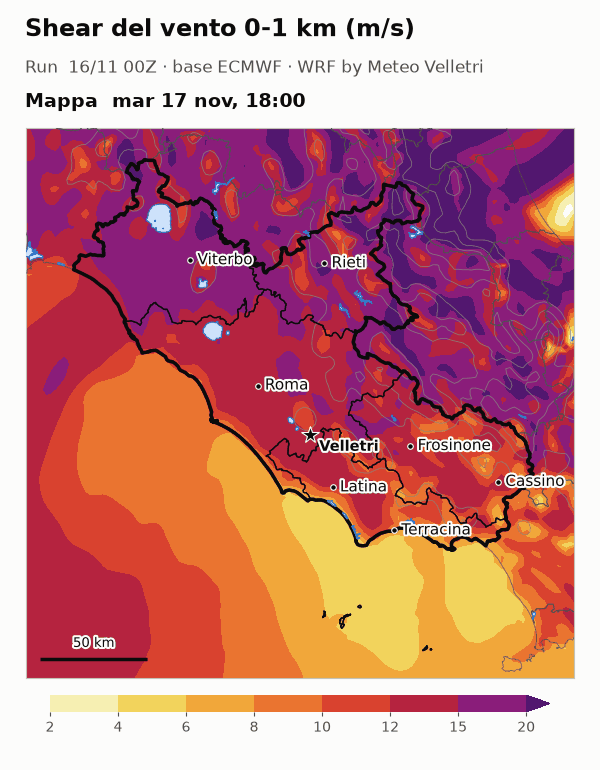 Shear del vento 0-1 km (m/s)
Run  16/11 00Z · base ECMWF · WRF by Meteo Velletri
Mappa  mar 17 nov, 18:00
Viterbo
Rieti
Roma
Velletri
Frosinone
Latina
Cassino
Terracina
50 km
2 4 6 8 10 12 15 20